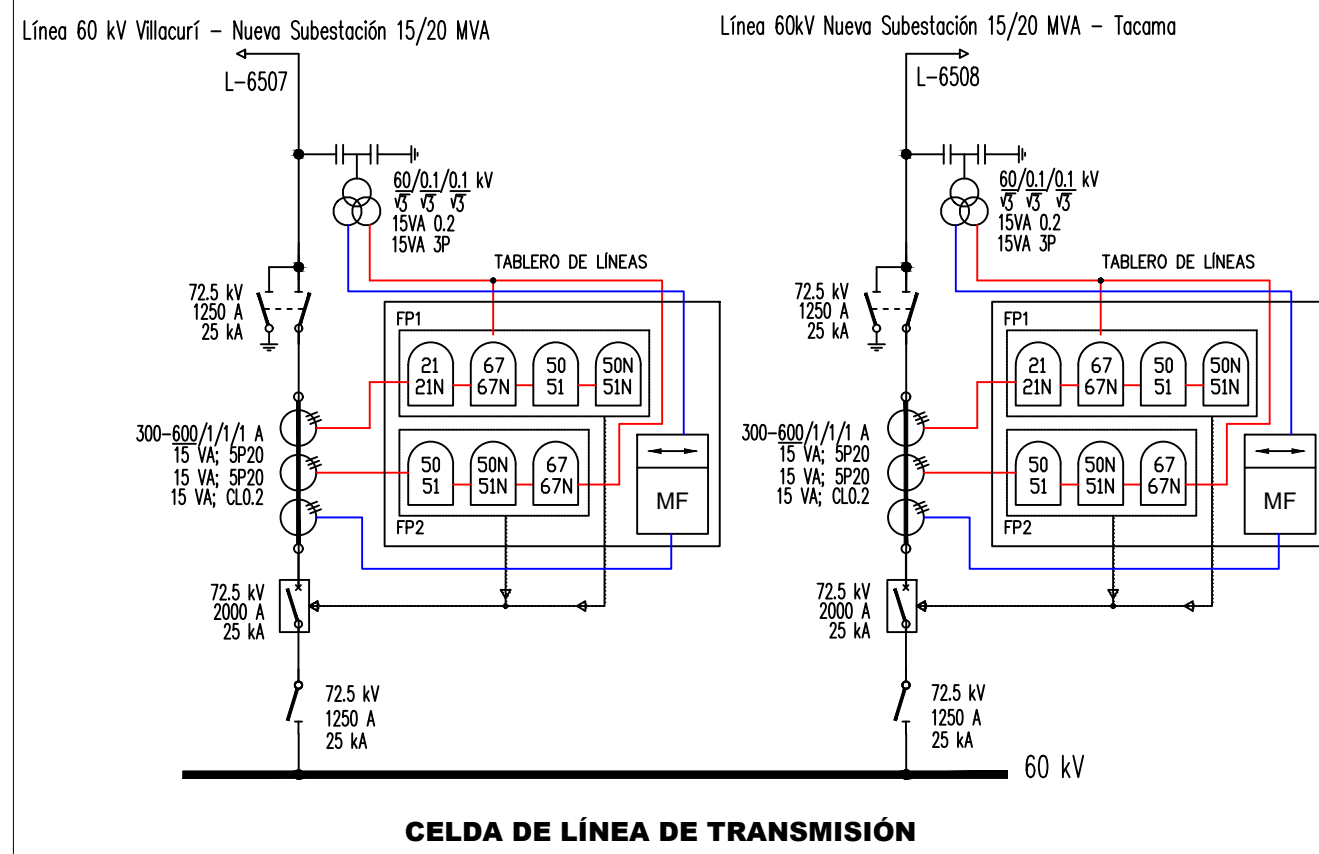 Línea 60 kV Villacurí – Nueva Subestación 15/20 MVA
L-6507
60/0.1/0.1 kV
√3 √3 √3
15VA 0.2
15VA 3P
TABLERO DE LÍNEAS
72.5 kV
1250 A
25 kA
FP1
21
21N
67
67N
50
51
50N
51N
300-600/1/1/1 A
15 VA; 5P20
15 VA; 5P20
15 VA; CL0.2
50
51
50N
51N
67
67N
FP2
MF
72.5 kV
2000 A
25 kA
72.5 kV
1250 A
25 kA
Línea 60kV Nueva Subestación 15/20 MVA – Tacama
L-6508
60/0.1/0.1 kV
√3 √3 √3
15VA 0.2
15VA 3P
TABLERO DE LÍNEAS
72.5 kV
1250 A
25 kA
FP1
21
21N
67
67N
50
51
50N
51N
300-600/1/1/1 A
15 VA; 5P20
15 VA; 5P20
15 VA; CL0.2
50
51
50N
51N
67
67N
FP2
MF
72.5 kV
2000 A
25 kA
72.5 kV
1250 A
25 kA
60 kV
CELDA DE LÍNEA DE TRANSMISIÓN